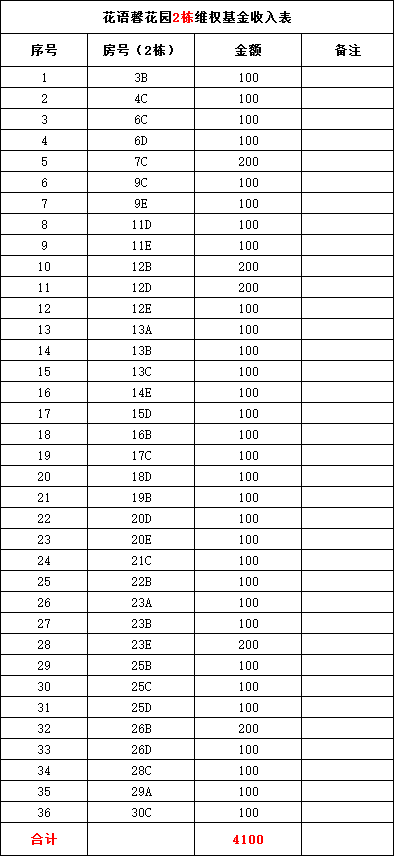 花语馨花园2栋维权基金收入表
序号 房号（2栋） 金额 备注
1 3B 100
2 4C 100
3 6C 100
4 6D 100
5 7C 200
6 9C 100
7 9E 100
8 11D 100
9 11E 100
10 12B 200
11 12D 200
12 12E 100
13 13A 100
14 13B 100
15 13C 100
16 14E 100
17 15D 100
18 16B 100
19 17C 100
20 18D 100
21 19B 100
22 20D 100
23 20E 100
24 21C 100
25 22B 100
26 23A 100
27 23B 100
28 23E 200
29 25B 100
30 25C 100
31 25D 100
32 26B 200
33 26D 100
34 28C 100
35 29A 100
36 30C 100
合计 4100